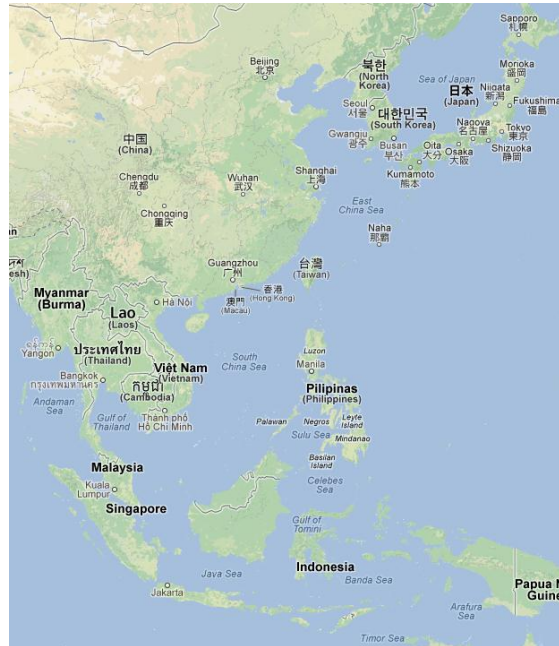 Sapporo
札幌
Beijing
北京
북한
(North
Korea)
Sea of Japan
Morioka
盛岡
日本
(Japan)
Niigata
新潟
Fukushima
福島
Seoul
서울
대한민국
(South Korea)
Nagoya
名古屋
Tokyo
東京
Gwangju
광주
Busan
부산
Oita
大分
Osaka
大阪
Shizuoka
静岡
Kumamoto
熊本
中国
(China)
Shanghai
上海
Chengdu
成都
Wuhan
武汉
Chongqing
重庆
East
China Sea
Naha
那覇
Guangzhou
广州
台灣
(Taiwan)
香港
(Hong Kong)
澳門
(Macau)
Myanmar
(Burma)
Hà Nội
Lao
(Laos)
Yangon
ประเทศไทย
(Thailand)
Việt Nam
(Vietnam)
South
China Sea
Luzon
Manila
Bangkok
กรุงเทพมหานคร
កម្ពុជា
(Cambodia)
Pilipinas
(Philippines)
Andaman
Sea
Gulf of
Thailand
Thành phố
Hồ Chí Minh
Palawan
Negros
Leyte
Island
Sulu Sea
Mindanao
Basilan
Island
Malaysia
Celebes
Sea
Kuala
Lumpur
Singapore
Gulf of
Tomini
Indonesia
Java Sea
Banda Sea
Jakarta
Papua N
Guine
Arafura
Sea
Timor Sea